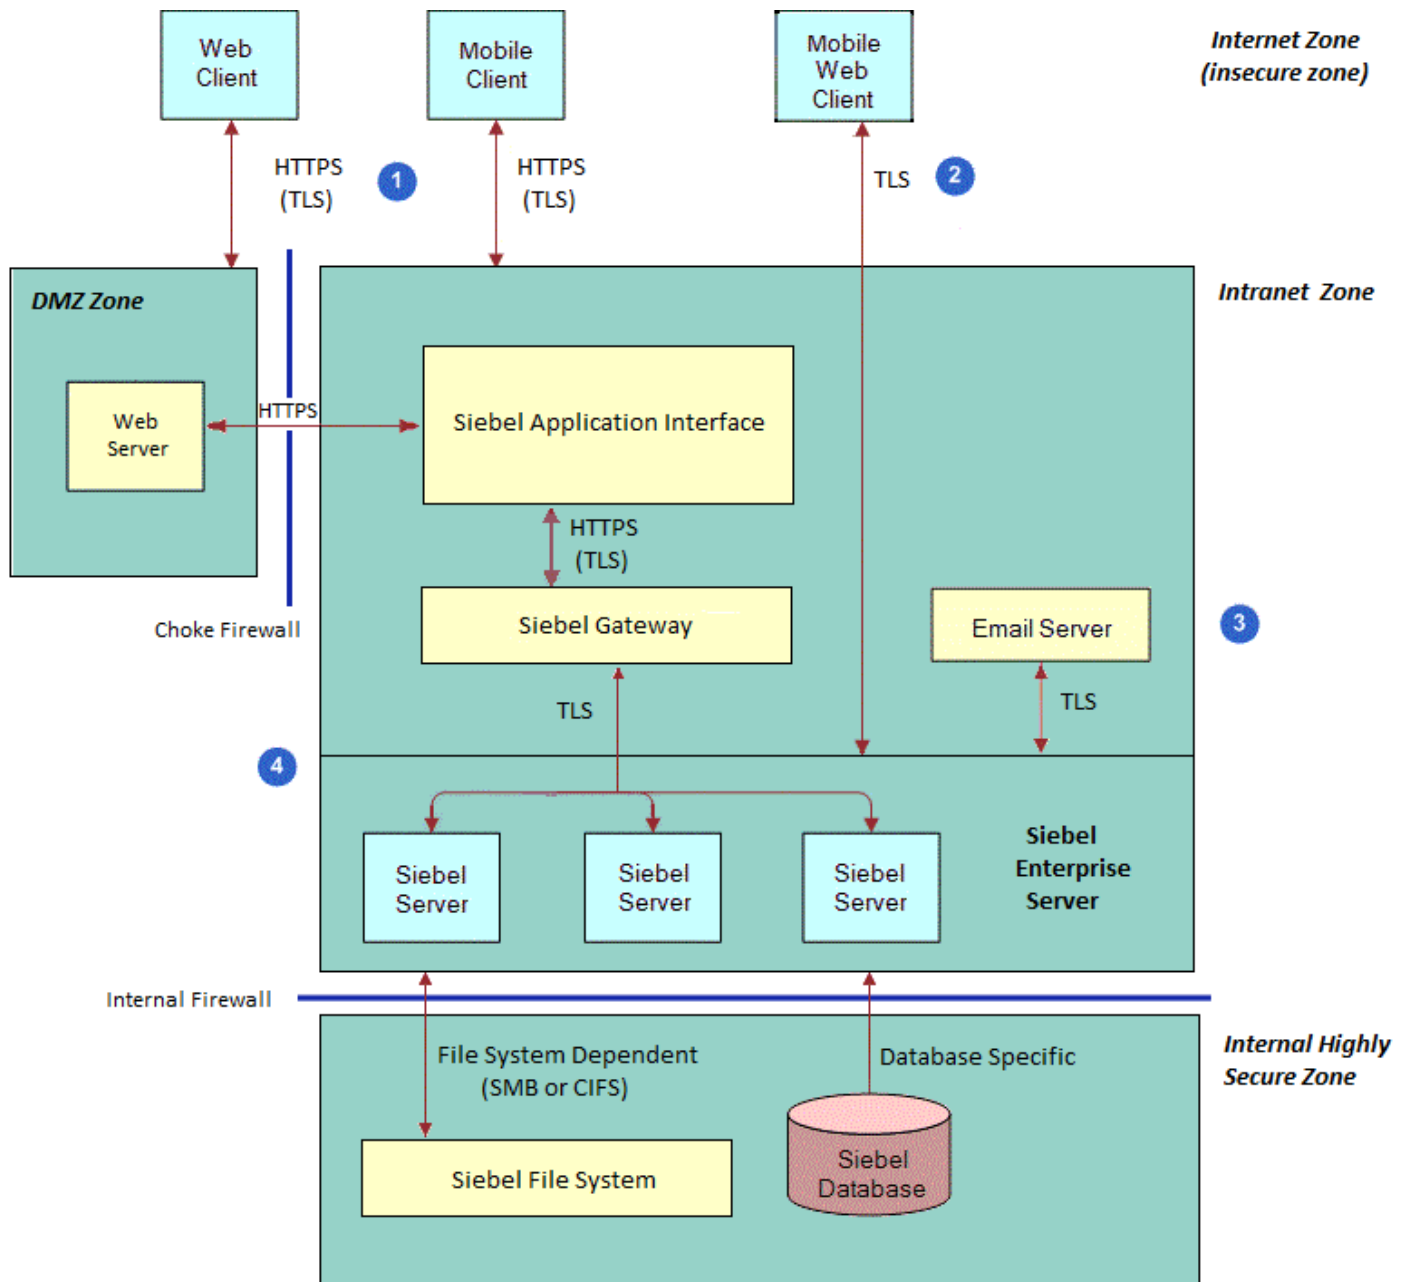 Web
Client
Mobile
Client
Mobile
Web
Client
Internet Zone
(insecure zone)
HTTPS
(TLS)
1
HTTPS
(TLS)
TLS
2
DMZ Zone
Intranet Zone
Web
Server
HTTPS
Siebel Application Interface
HTTPS
(TLS)
Choke Firewall
Siebel Gateway
Email Server
3
TLS
TLS
4
Siebel
Server
Siebel
Server
Siebel
Server
Siebel
Enterprise
Server
Internal Firewall
File System Dependent
(SMB or CIFS)
Database Specific
Internal Highly
Secure Zone
Siebel File System
Siebel
Database